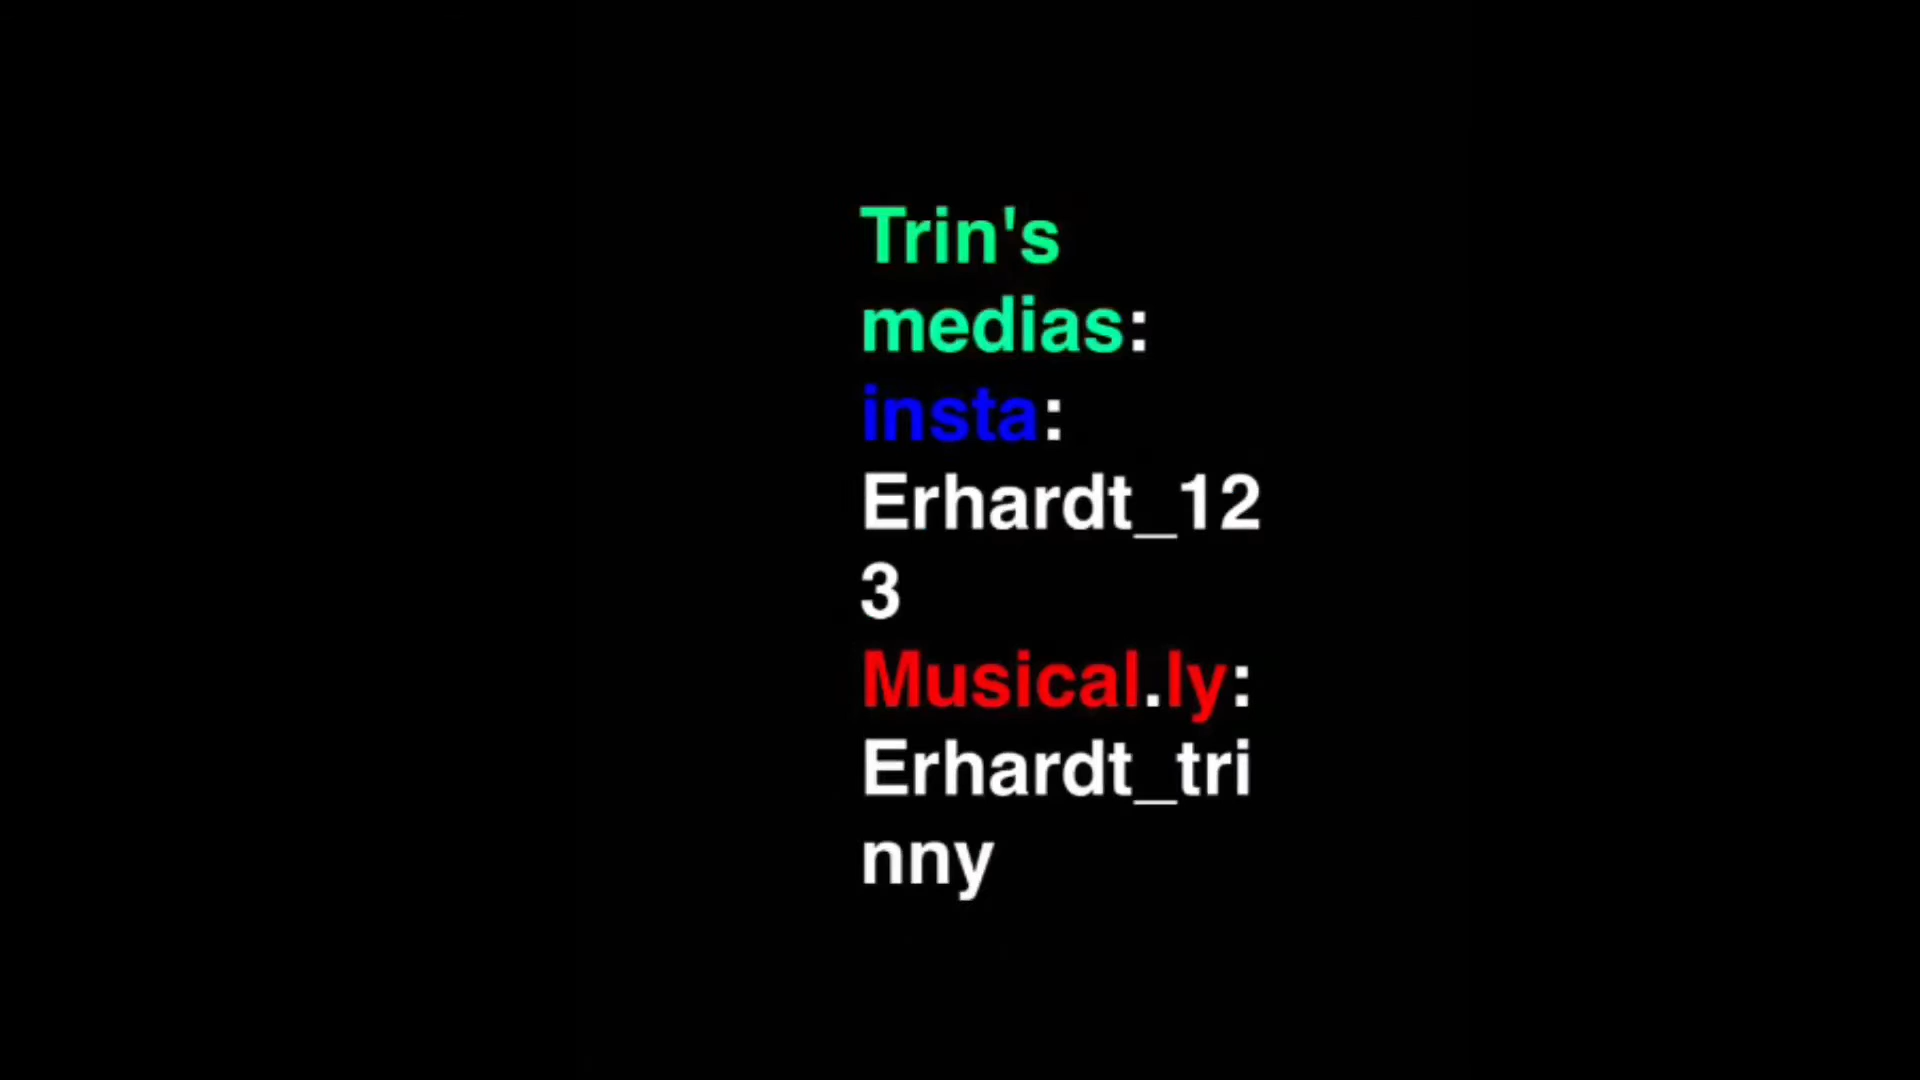 Trin's
medias:
insta:
Erhardt_12
3
Musical.ly:
Erhardt_tri
nny